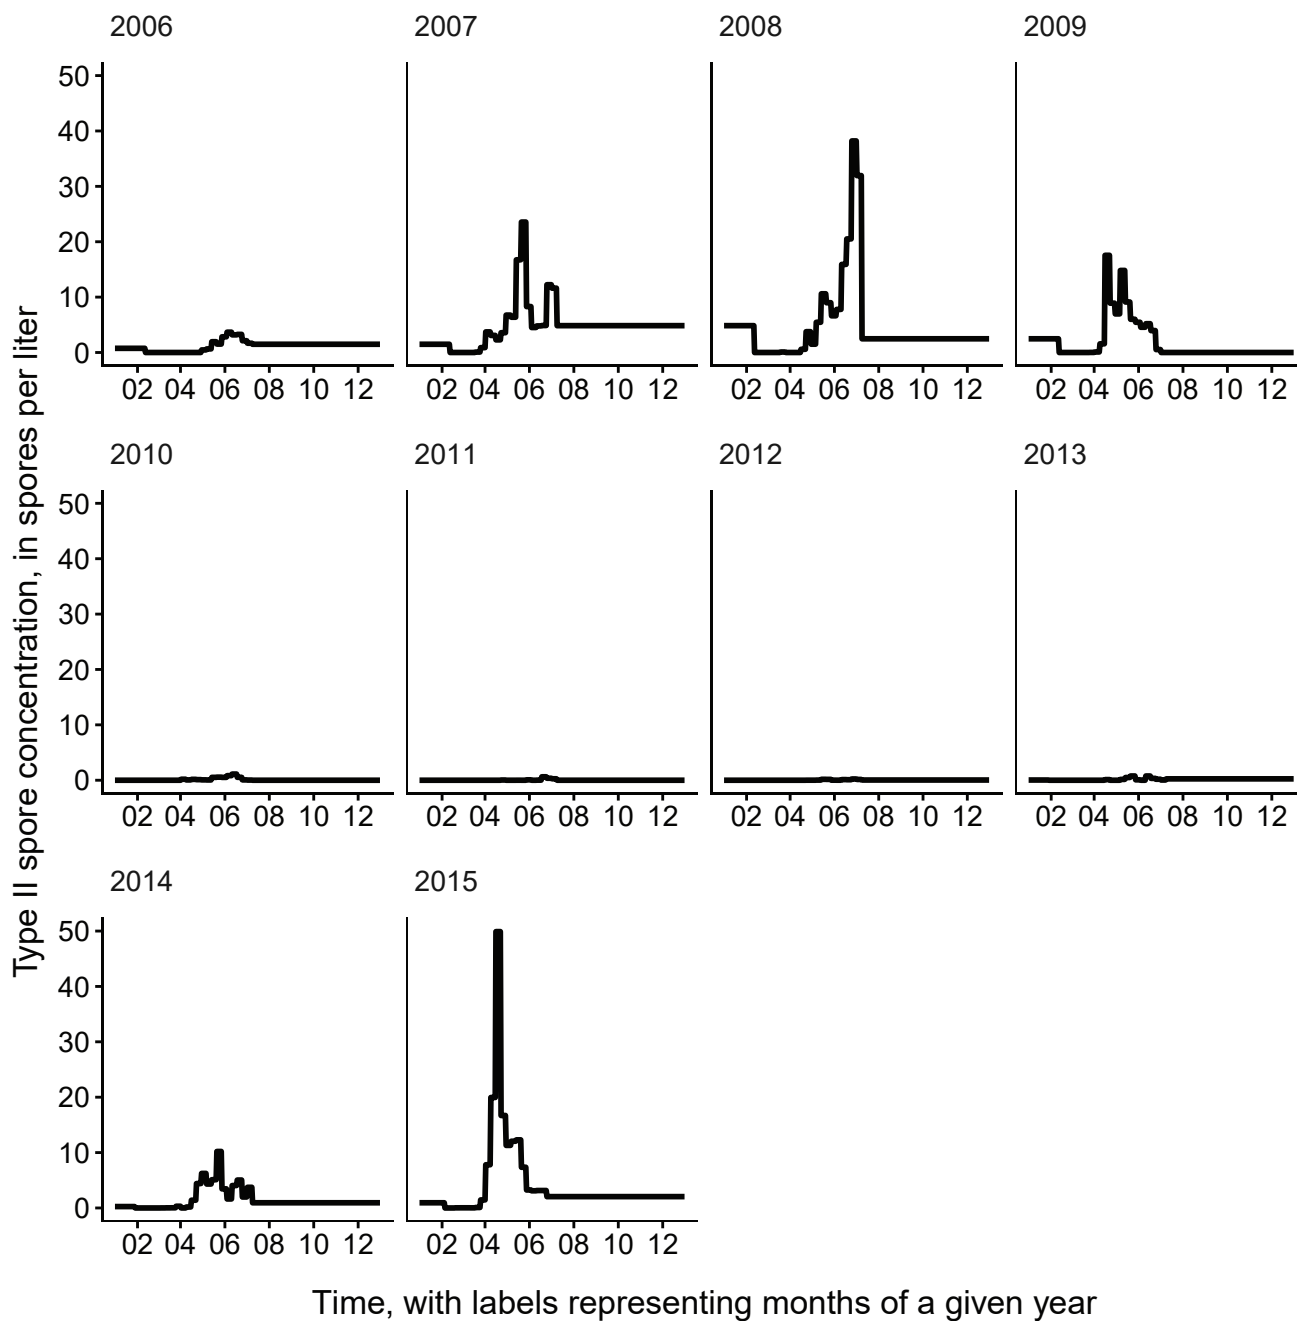 2006 2007 2008 2009
50
40
30
20
10
0
02 04 06 08 10 12 02 04 06 08 10 12 02 04 06 08 10 12 02 04 06 08 10 12
2010 2011 2012 2013
50
40
30
20
10
0
02 04 06 08 10 12 02 04 06 08 10 12 02 04 06 08 10 12 02 04 06 08 10 12
2014 2015
50
40
30
20
10
0
02 04 06 08 10 12 02 04 06 08 10 12
Type II spore concentration, in spores per liter
Time, with labels representing months of a given year